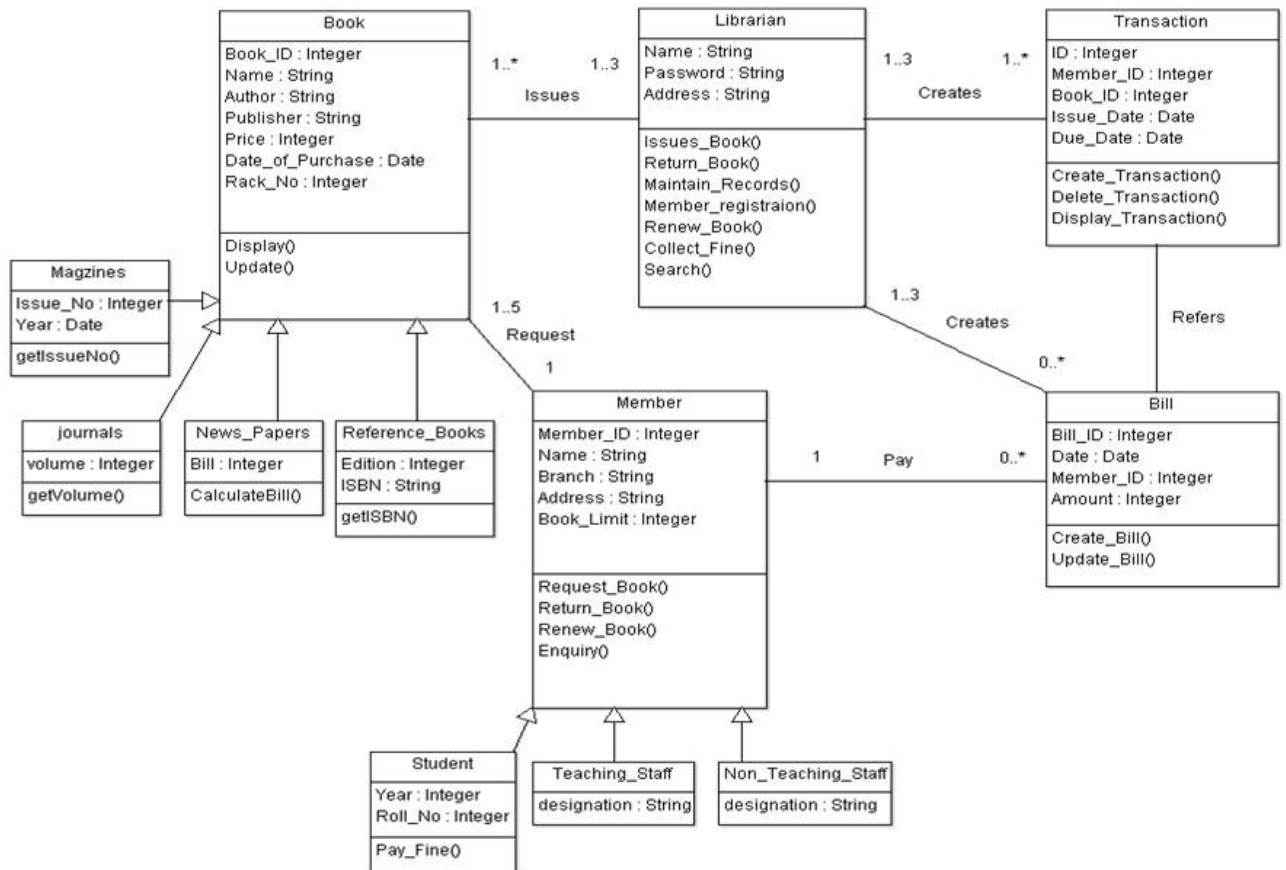 Book
Book_ID : Integer
Name : String
Author : String
Publisher : String
Price : Integer
Date_of_Purchase : Date
Rack_No : Integer
Display()
Update()
1..*
1..3
Issues
Librarian
Name : String
Password : String
Address : String
Issues_Book()
Return_Book()
Maintain_Records()
Member_registraion()
Renew_Book()
Collect_Fine()
Search()
1..3
1..*
Creates
Transaction
ID : Integer
Member_ID : Integer
Book_ID : Integer
Issue_Date : Date
Due_Date : Date
Create_Transaction()
Delete_Transaction()
Display_Transaction()
Magzines
Issue_No : Integer
Year : Date
getIssueNo()
1..5
Request
1
1..3
Creates
0..*
Refers
journals
volume : Integer
getVolume()
News_Papers
Bill : Integer
CalculateBill()
Reference_Books
Edition : Integer
ISBN : String
getISBN()
Member
Member_ID : Integer
Name : String
Branch : String
Address : String
Book_Limit : Integer
Request_Book()
Return_Book()
Renew_Book()
Enquiry()
1
Pay
0..*
Bill
Bill_ID : Integer
Date : Date
Member_ID : Integer
Amount : Integer
Create_Bill()
Update_Bill()
Student
Year : Integer
Roll_No : Integer
Pay_Fine()
Teaching_Staff
designation : String
Non_Teaching_Staff
designation : String